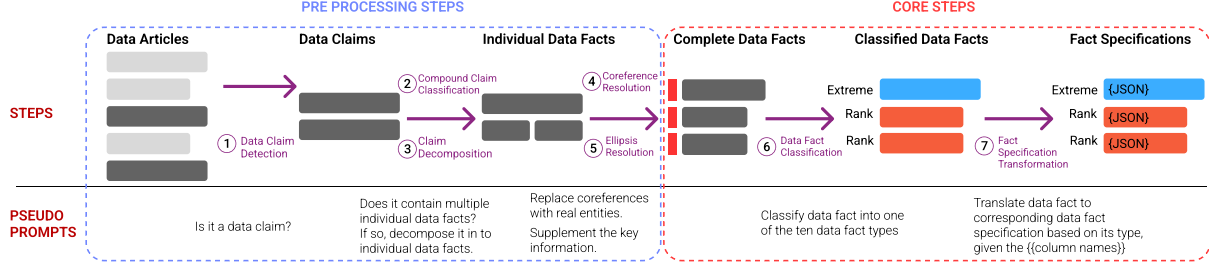 PRE PROCESSING STEPS
CORE STEPS
Data Articles
Data Claims
Individual Data Facts
Complete Data Facts
Classified Data Facts
Fact Specifications
STEPS
1 Data Claim
Detection
2 Compound Claim
Classification
3 Claim
Decomposition
4 Coreference
Resolution
5 Ellipsis
Resolution
6 Data Fact
Classification
Extreme
Rank
Rank
7 Fact
Specification
Transformation
Extreme {JSON}
Rank {JSON}
Rank {JSON}
PSEUDO
PROMPTS
Is it a data claim?
Does it contain multiple
individual data facts?
If so, decompose it in to
individual data facts.
Replace coreferences
with real entities.
Supplement the key
information.
Classify data fact into one
of the ten data fact types
Translate data fact to
corresponding data fact
specification based on its type,
given the {{column names}}